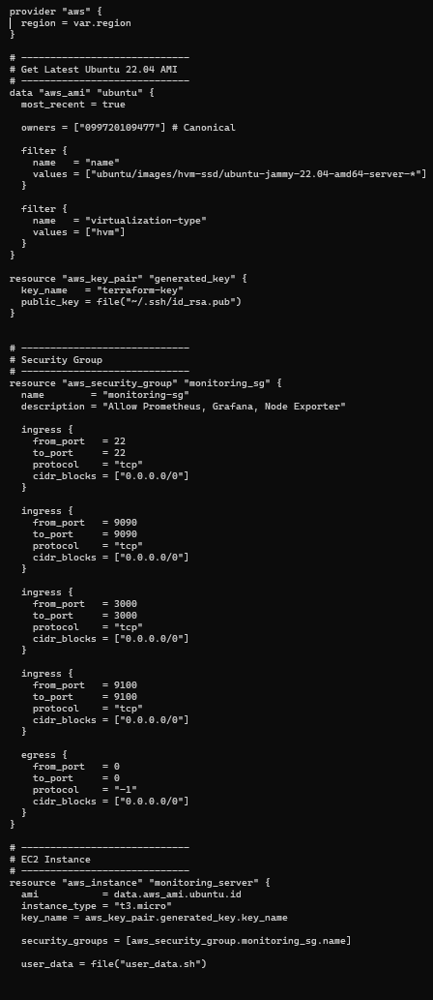 provider "aws" {
  region = var.region
}

# -----------------------------
# Get Latest Ubuntu 22.04 AMI
# -----------------------------
data "aws_ami" "ubuntu" {
  most_recent = true

  owners = ["099720109477"] # Canonical

  filter {
    name   = "name"
    values = ["ubuntu/images/hvm-ssd/ubuntu-jammy-22.04-amd64-server-*"]
  }

  filter {
    name   = "virtualization-type"
    values = ["hvm"]
  }
}

resource "aws_key_pair" "generated_key" {
  key_name   = "terraform-key"
  public_key = file("~/.ssh/id_rsa.pub")
}


# -----------------------------
# Security Group
# -----------------------------
resource "aws_security_group" "monitoring_sg" {
  name        = "monitoring-sg"
  description = "Allow Prometheus, Grafana, Node Exporter"

  ingress {
    from_port   = 22
    to_port     = 22
    protocol    = "tcp"
    cidr_blocks = ["0.0.0.0/0"]
  }

  ingress {
    from_port   = 9090
    to_port     = 9090
    protocol    = "tcp"
    cidr_blocks = ["0.0.0.0/0"]
  }

  ingress {
    from_port   = 3000
    to_port     = 3000
    protocol    = "tcp"
    cidr_blocks = ["0.0.0.0/0"]
  }

  ingress {
    from_port   = 9100
    to_port     = 9100
    protocol    = "tcp"
    cidr_blocks = ["0.0.0.0/0"]
  }

  egress {
    from_port   = 0
    to_port     = 0
    protocol    = "-1"
    cidr_blocks = ["0.0.0.0/0"]
  }
}

# -----------------------------
# EC2 Instance
# -----------------------------
resource "aws_instance" "monitoring_server" {
  ami           = data.aws_ami.ubuntu.id
  instance_type = "t3.micro"
  key_name = aws_key_pair.generated_key.key_name

  security_groups = [aws_security_group.monitoring_sg.name]

  user_data = file("user_data.sh")